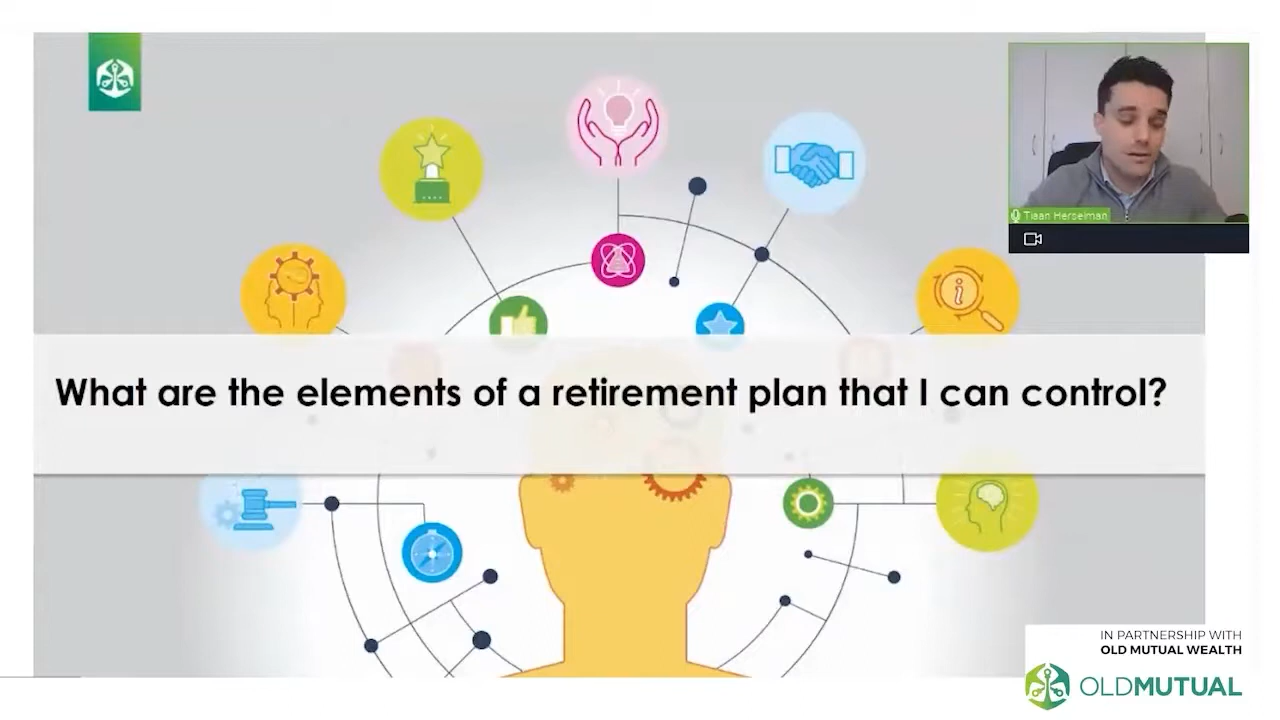 Tiaan Herselman
What are the elements of a retirement plan that I can control?
IN PARTNERSHIP WITH
OLD MUTUAL WEALTH
OLDMUTUAL